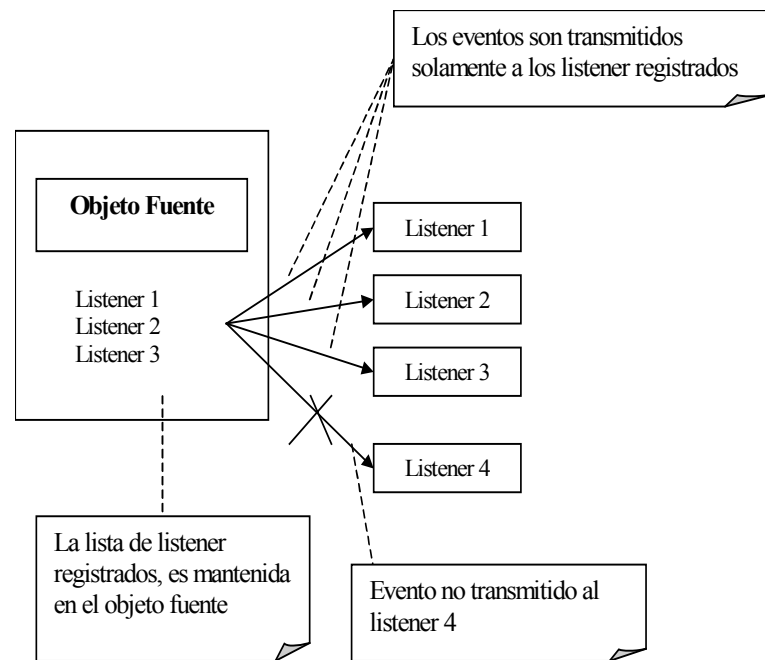 Los eventos son transmitidos
solamente a los listener registrados
Objeto Fuente
Listener 1
Listener 2
Listener 3
Listener 1
Listener 2
Listener 3
Listener 4
La lista de listener
registrados, es mantenida
en el objeto fuente
Evento no transmitido al
listener 4